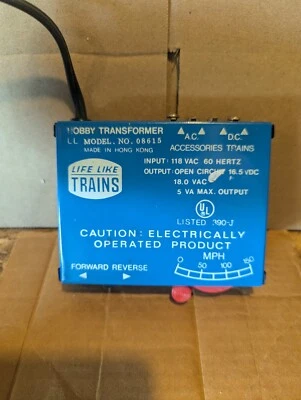 HOBBY TRANSFORMER
LL MODEL. NO. 08615
MADE IN HONG KONG
A.C. D.C.
ACCESSORIES TRAINS
INPUT: 118 VAC 60 HERTZ
OUTPUT: OPEN CIRCUIT 16.5 VDC
18.0 VAC
5 VA MAX. OUTPUT
LIFE LIKE
TRAINS
UL
LISTED 390-J
CAUTION: ELECTRICALLY
OPERATED PRODUCT
FORWARD REVERSE
MPH
0 50 100 150